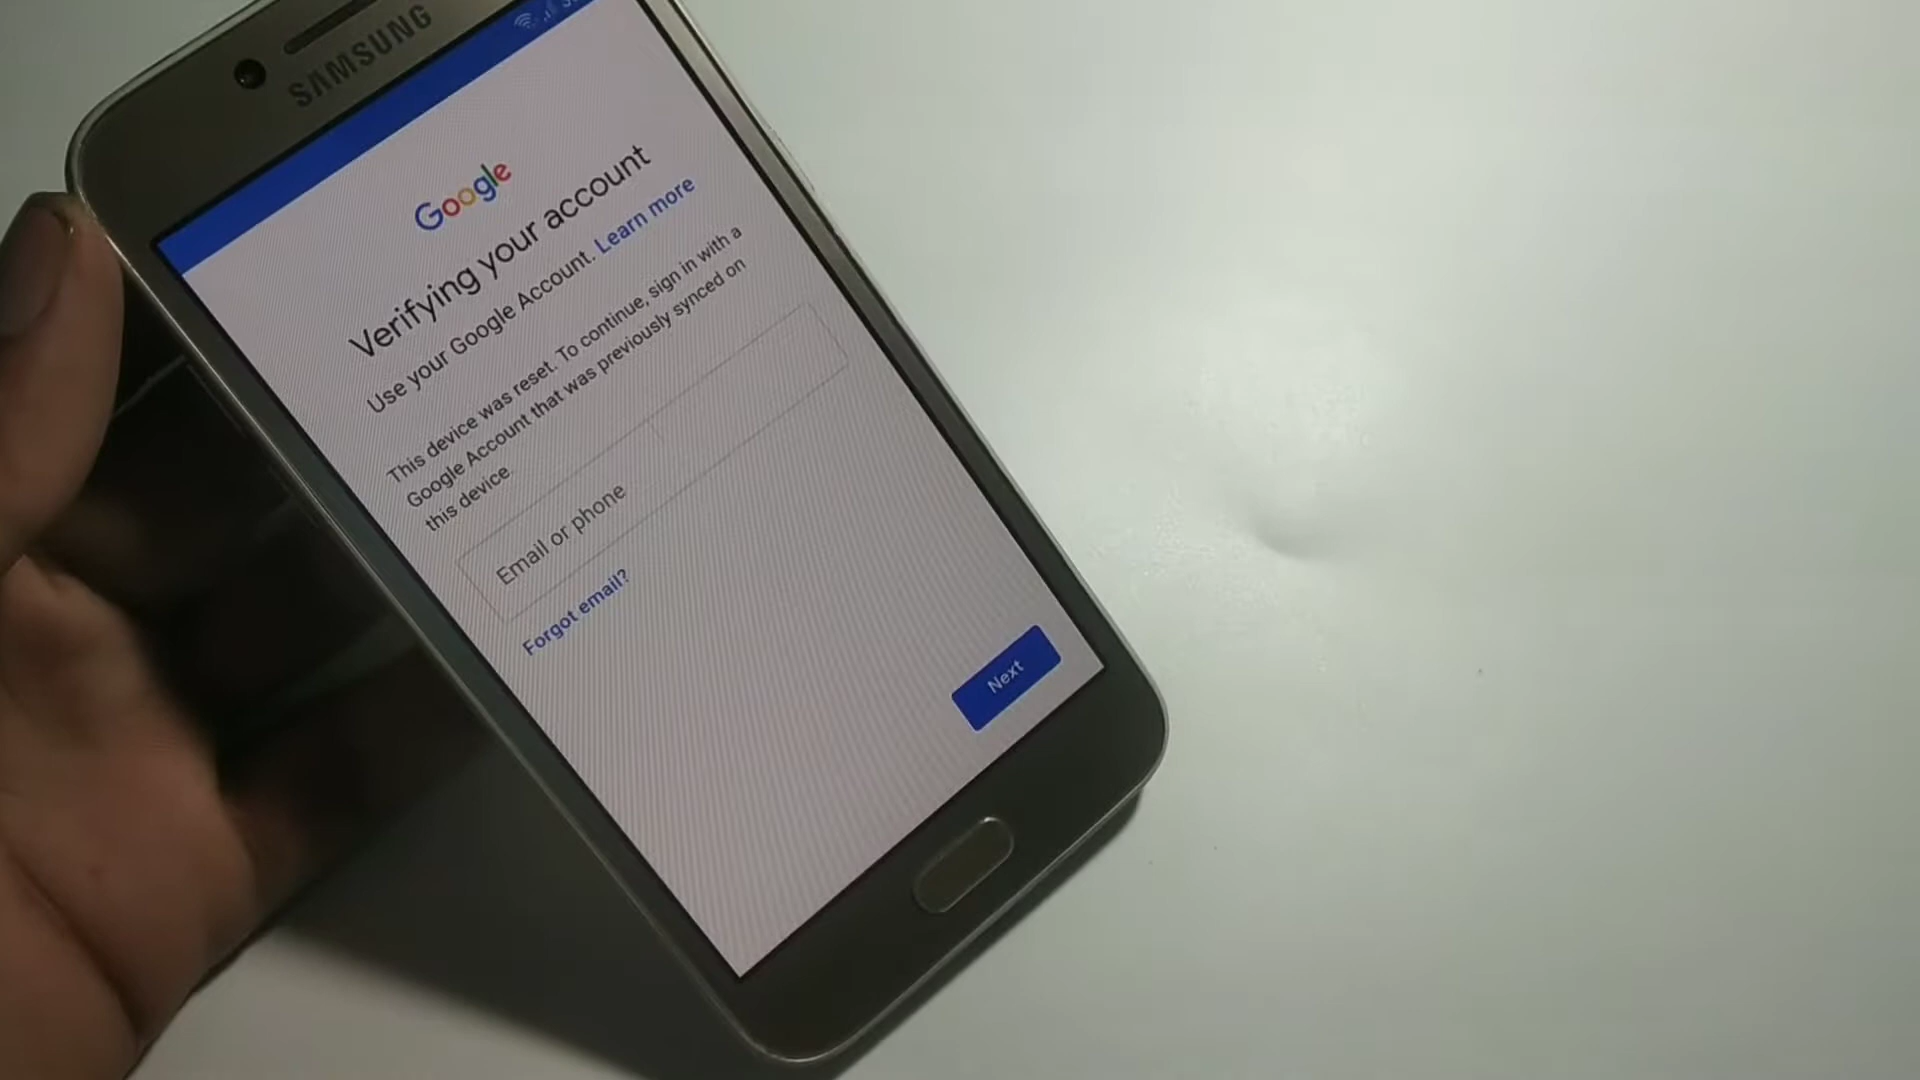 SAMSUNG
Google
Verifying your account
Use your Google Account. Learn more
This device was reset. To continue, sign in with a
Google Account that was previously synced on
this device
Email or phone
Forgot email?
Next